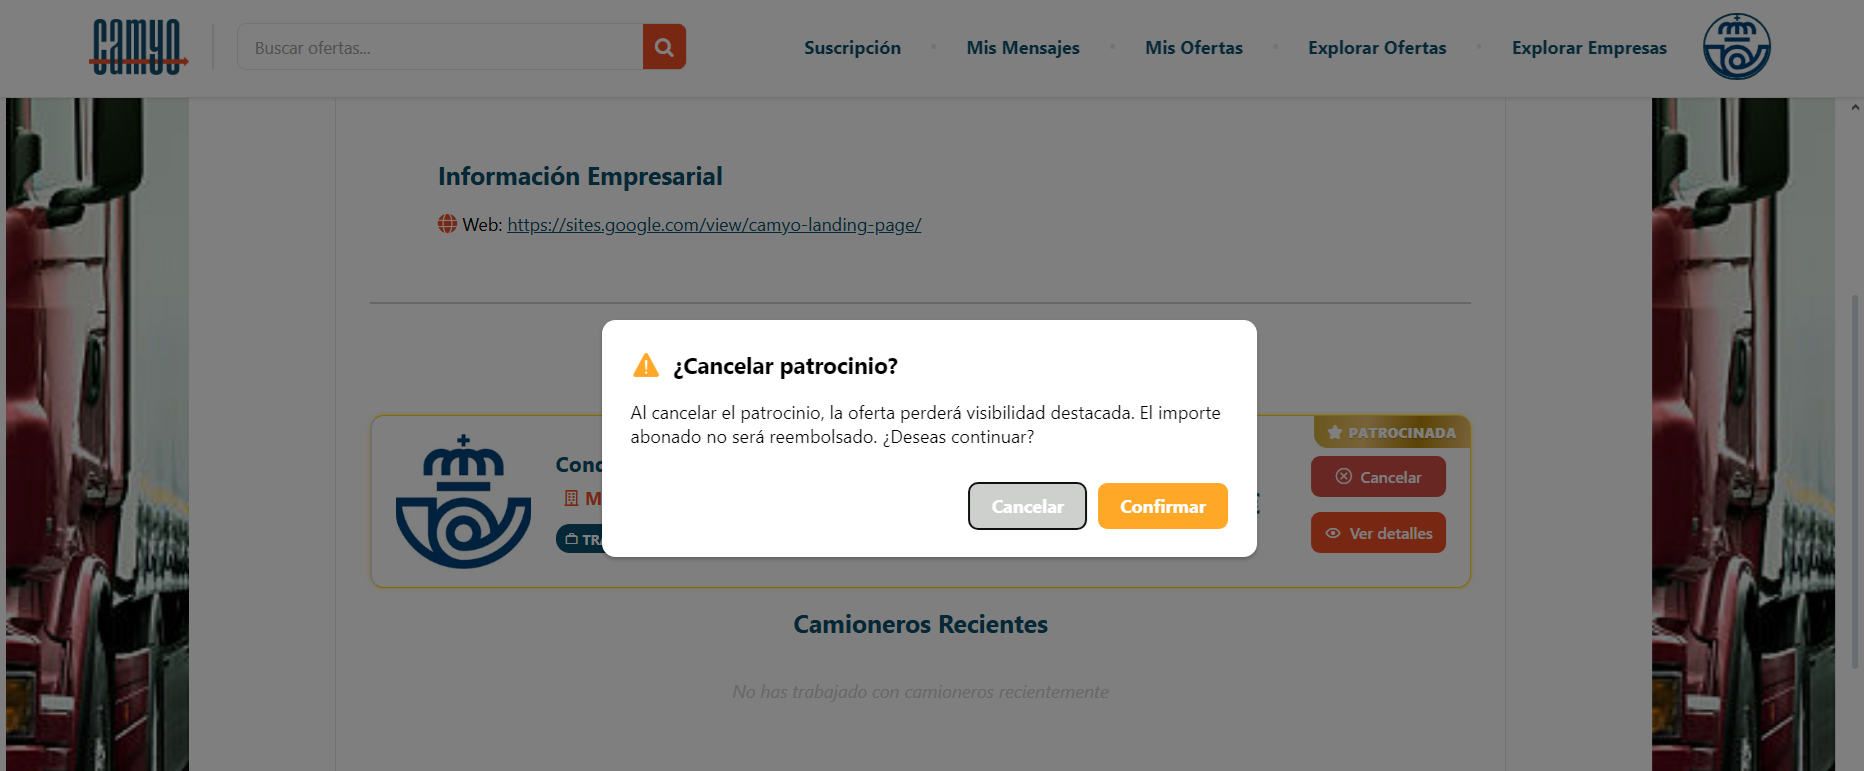 camyo
Buscar ofertas...
Suscripción
Mis Mensajes
Mis Ofertas
Explorar Ofertas
Explorar Empresas
Información Empresarial
Web: https://sites.google.com/view/camyo-landing-page/
¿Cancelar patrocinio?
Al cancelar el patrocinio, la oferta perderá visibilidad destacada. El importe
abonado no será reembolsado. ¿Deseas continuar?
Cancelar
Confirmar
PATROCINADA
Cancelar
Ver detalles
Camioneros Recientes
No has trabajado con camioneros recientemente